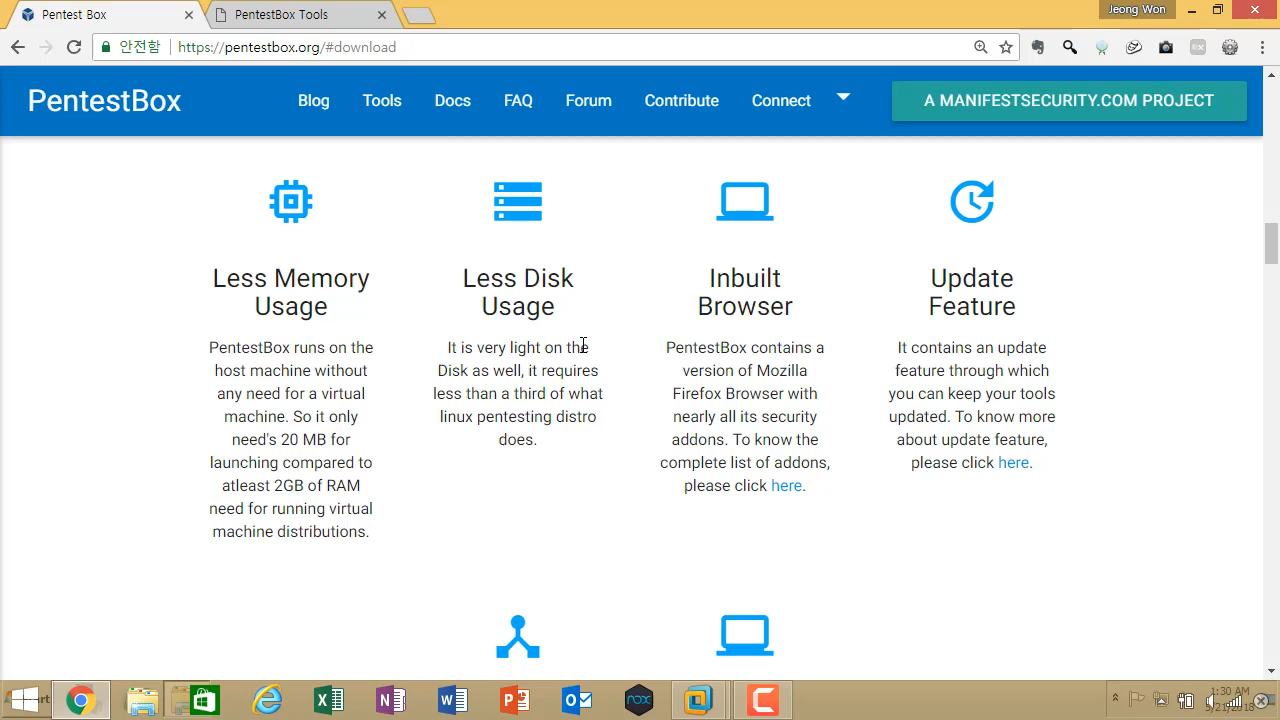 Pentest Box
PentestBox Tools
Jeong Won
안전함
https://pentestbox.org/#download
PentestBox
Blog
Tools
Docs
FAQ
Forum
Contribute
Connect
A MANIFESTSECURITY.COM PROJECT
Less Memory
Usage
PentestBox runs on the
host machine without
any need for a virtual
machine. So it only
need's 20 MB for
launching compared to
atleast 2GB of RAM
need for running virtual
machine distributions.
Less Disk
Usage
It is very light on the
Disk as well, it requires
less than a third of what
linux pentesting distro
does.
Inbuilt
Browser
PentestBox contains a
version of Mozilla
Firefox Browser with
nearly all its security
addons. To know the
complete list of addons,
please click here.
Update
Feature
It contains an update
feature through which
you can keep your tools
updated. To know more
about update feature,
please click here.
nox
1:30 AM